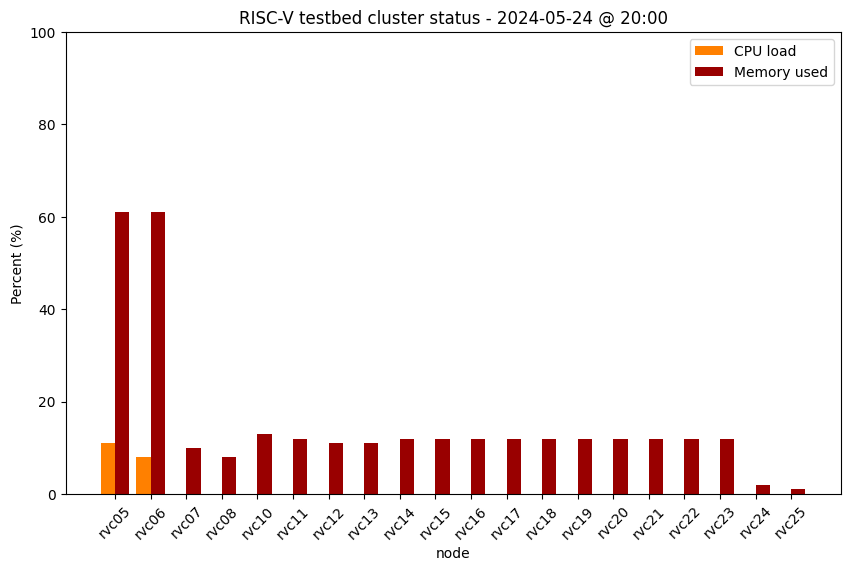 RISC-V testbed cluster status - 2024-05-24 @ 20:00
CPU load
Memory used
Percent (%)
100
80
60
40
20
0
rvc05
rvc06
rvc07
rvc08
rvc10
rvc11
rvc12
rvc13
rvc14
rvc15
rvc16
rvc17
rvc18
rvc19
rvc20
rvc21
rvc22
rvc23
rvc24
rvc25
node